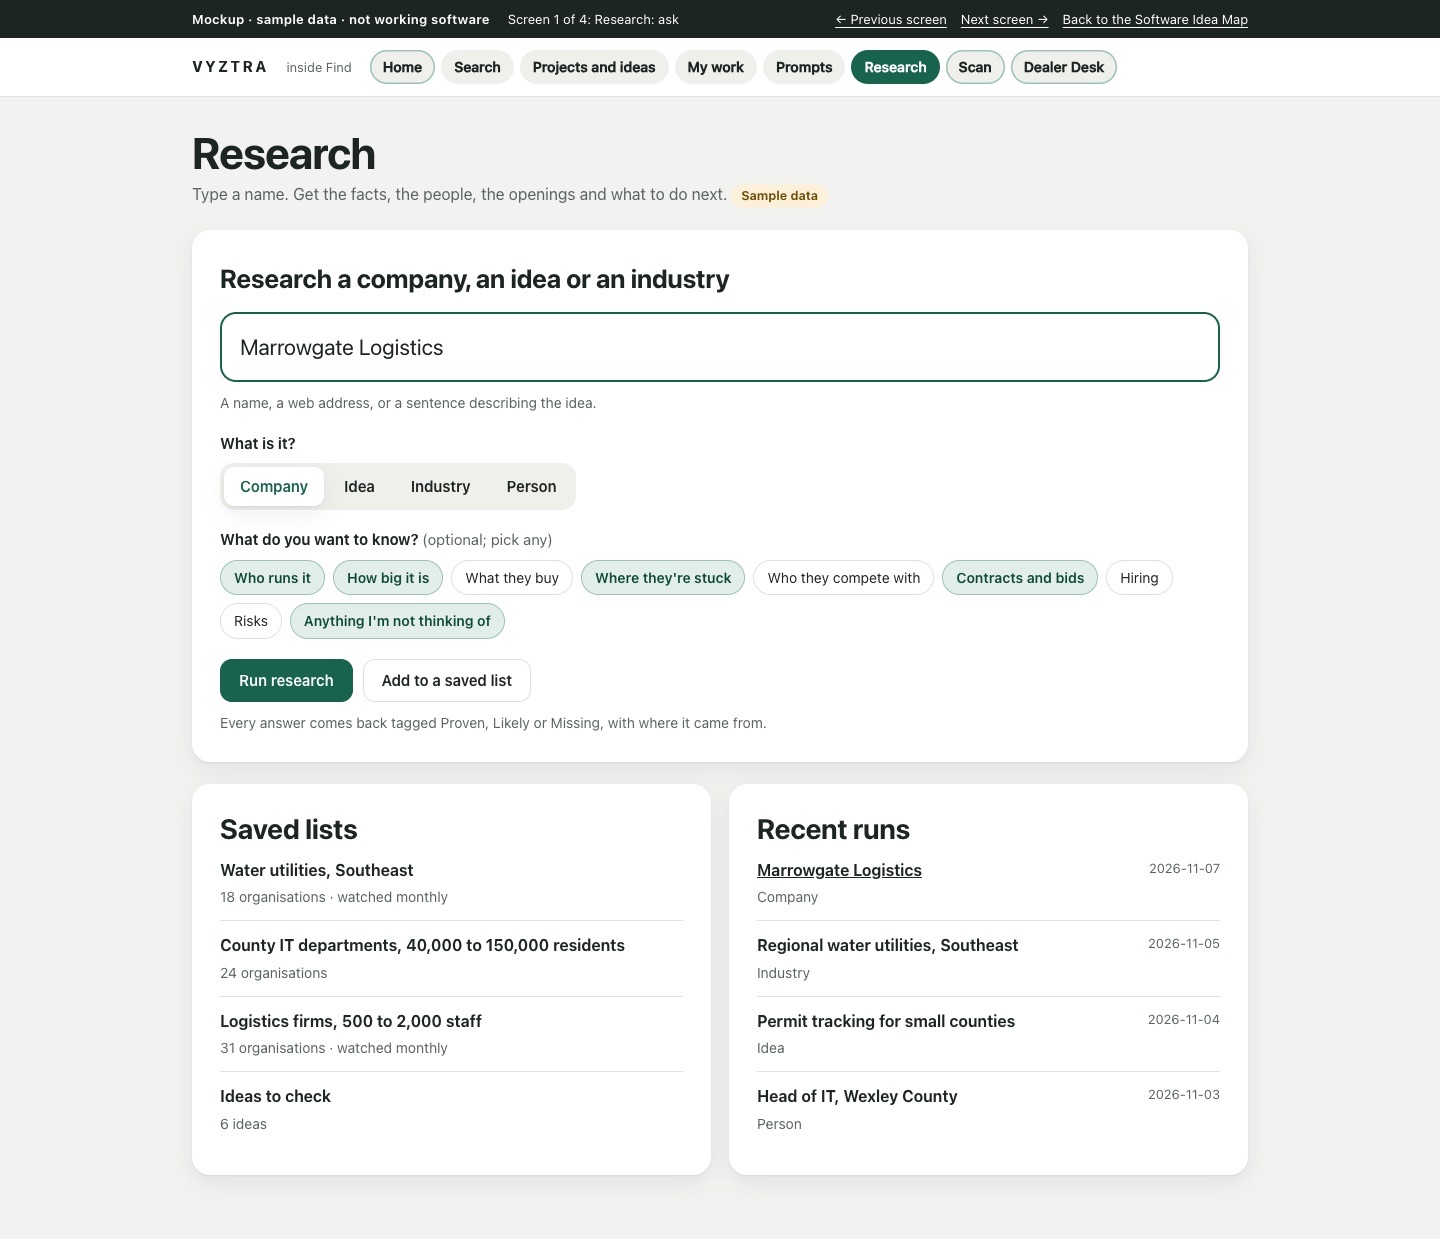 Mockup · sample data · not working software
Screen 1 of 4: Research: ask
← Previous screen
Next screen →
Back to the Software Idea Map
VYZTRA
inside Find
Home
Search
Projects and ideas
My work
Prompts
Research
Scan
Dealer Desk
Research
Type a name. Get the facts, the people, the openings and what to do next.
Sample data
Research a company, an idea or an industry
Marrowgate Logistics
A name, a web address, or a sentence describing the idea.
What is it?
Company
Idea
Industry
Person
What do you want to know? (optional; pick any)
Who runs it
How big it is
What they buy
Where they're stuck
Who they compete with
Contracts and bids
Hiring
Risks
Anything I'm not thinking of
Run research
Add to a saved list
Every answer comes back tagged Proven, Likely or Missing, with where it came from.
Saved lists
Water utilities, Southeast
18 organisations · watched monthly
County IT departments, 40,000 to 150,000 residents
24 organisations
Logistics firms, 500 to 2,000 staff
31 organisations · watched monthly
Ideas to check
6 ideas
Recent runs
Marrowgate Logistics
2026-11-07
Company
Regional water utilities, Southeast
2026-11-05
Industry
Permit tracking for small counties
2026-11-04
Idea
Head of IT, Wexley County
2026-11-03
Person